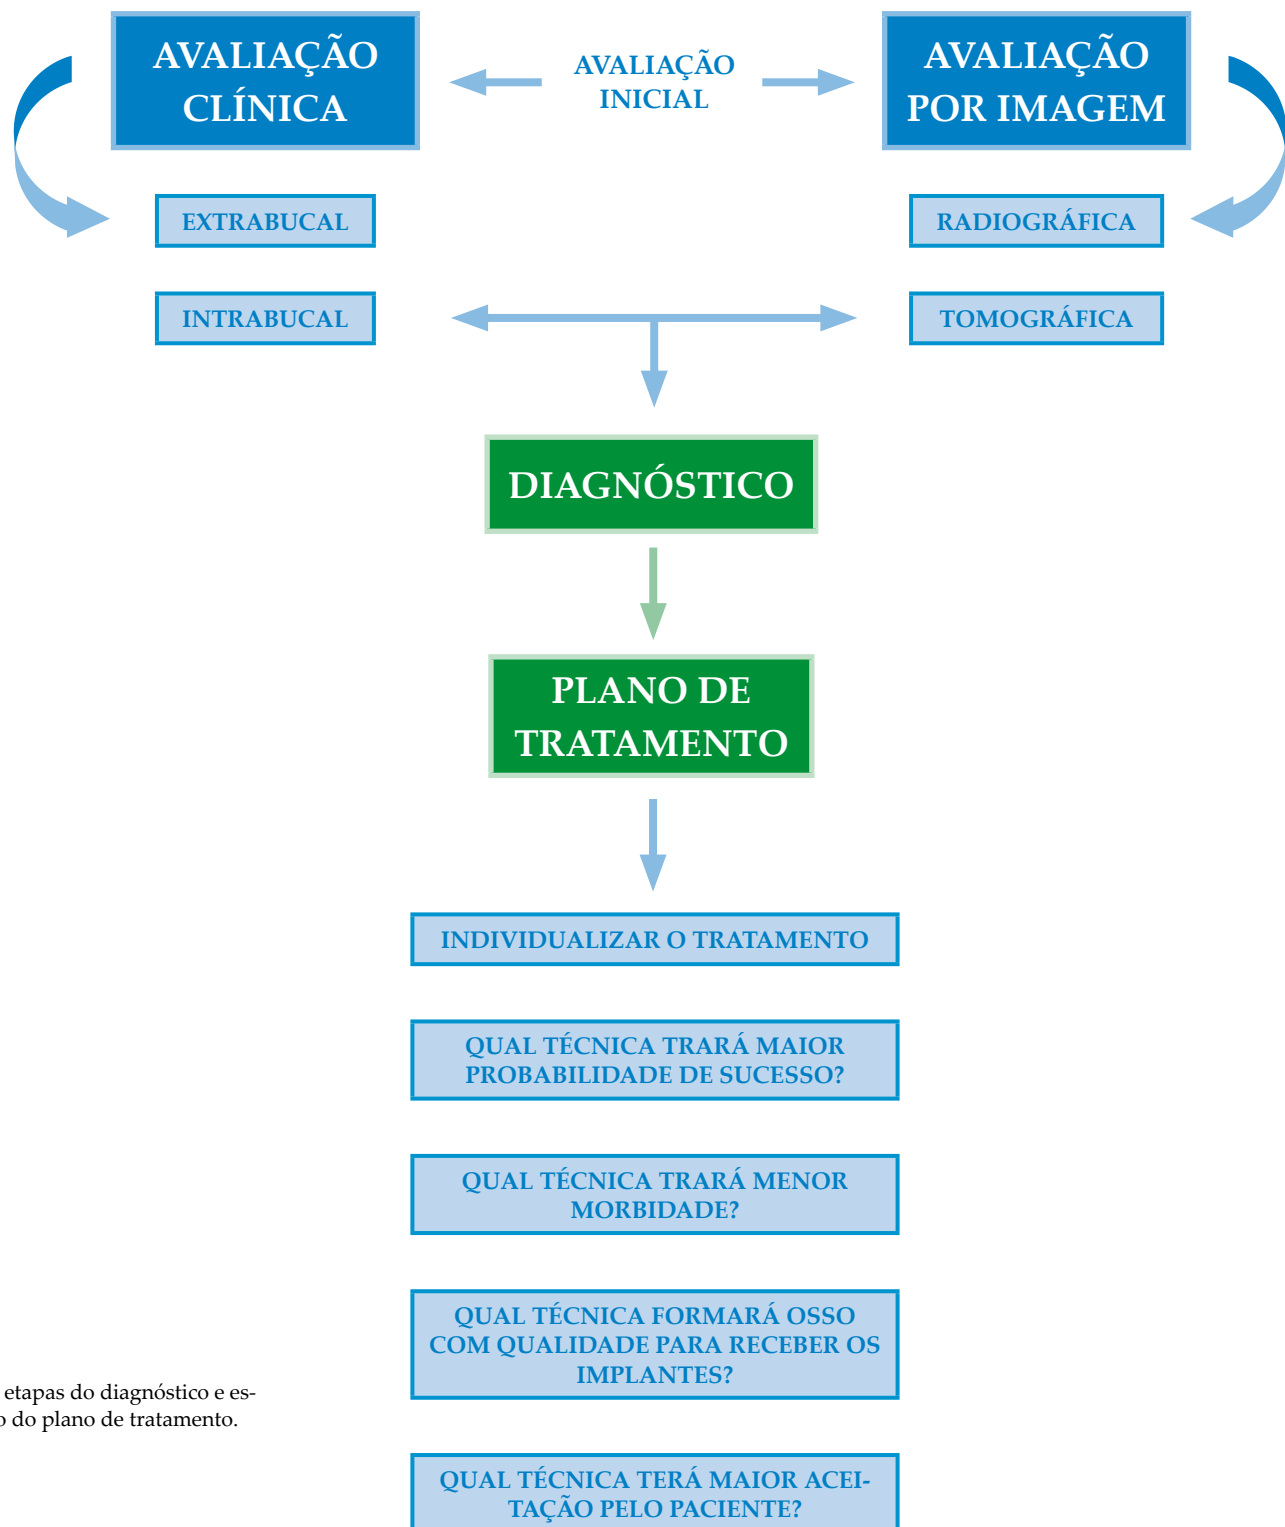 AVALIAÇÃO
CLÍNICA
AVALIAÇÃO
INICIAL
AVALIAÇÃO
POR IMAGEM
EXTRABUCAL
RADIOGRÁFICA
INTRABUCAL
TOMOGRÁFICA
DIAGNÓSTICO
PLANO DE
TRATAMENTO
INDIVIDUALIZAR O TRATAMENTO
QUAL TÉCNICA TRARÁ MAIOR
PROBABILIDADE DE SUCESSO?
QUAL TÉCNICA TRARÁ MENOR
MORBIDADE?
QUAL TÉCNICA FORMARÁ OSSO
COM QUALIDADE PARA RECEBER OS
IMPLANTES?
etapas do diagnóstico e es-
o do plano de tratamento.
QUAL TÉCNICA TERÁ MAIOR ACEI-
TAÇÃO PELO PACIENTE?